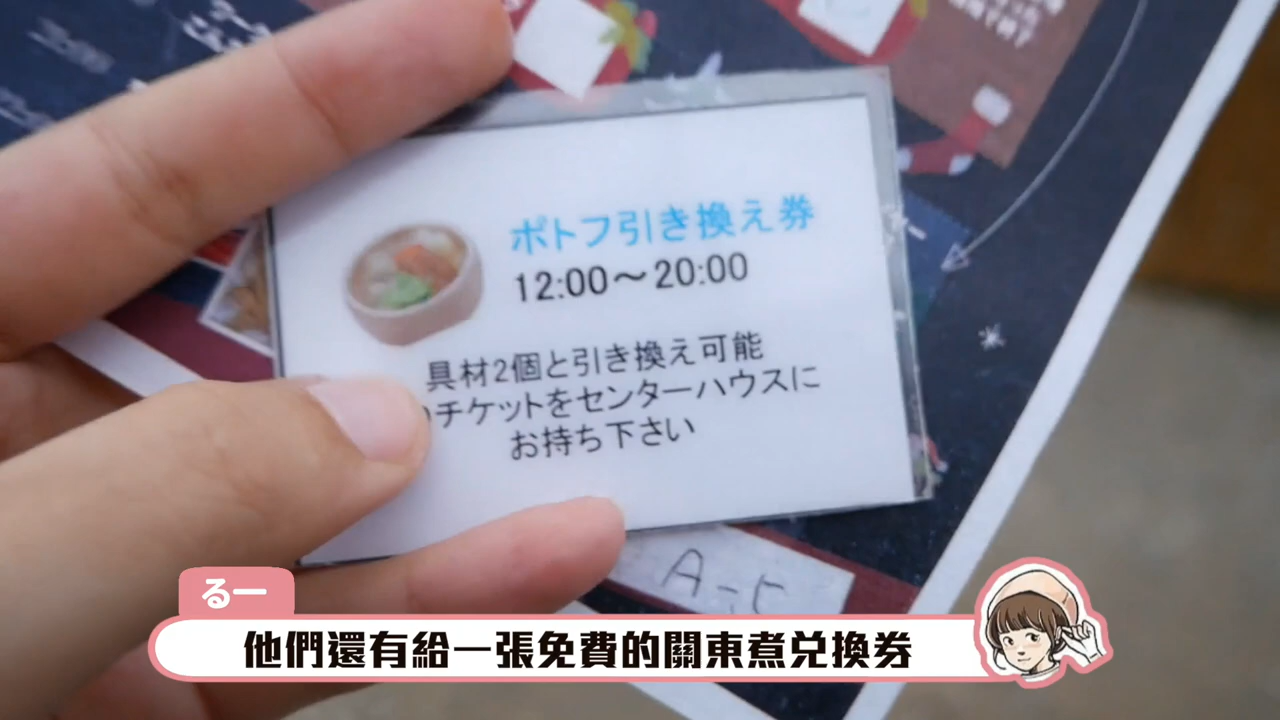 ポトフ引き換え券
12:00～20:00
具材2個と引き換え可能
チケットをセンターハウスに
お持ち下さい
A-5
るー
他們還有給一張免費的關東煮兌換券